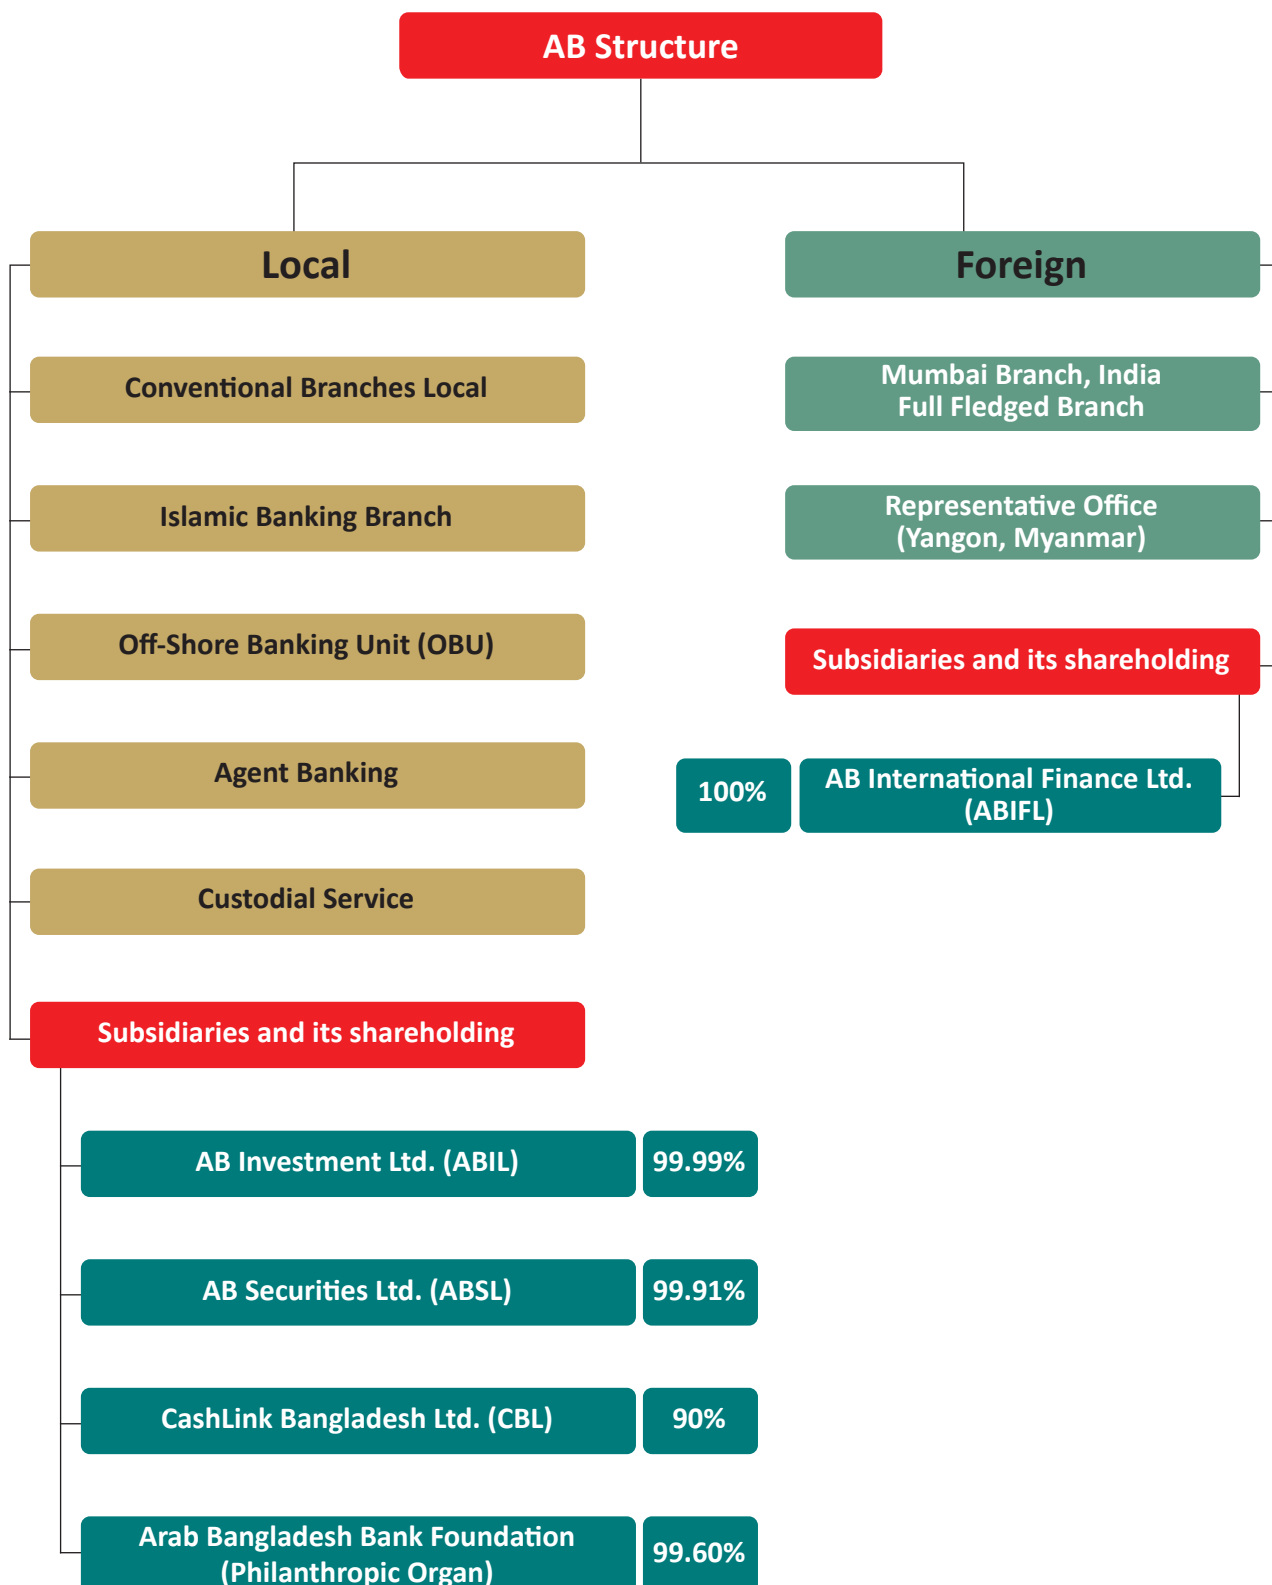 AB Structure
Local
Conventional Branches Local
Islamic Banking Branch
Off-Shore Banking Unit (OBU)
Agent Banking
Custodial Service
Subsidiaries and its shareholding
AB Investment Ltd. (ABIL) 99.99%
AB Securities Ltd. (ABSL) 99.91%
CashLink Bangladesh Ltd. (CBL) 90%
Arab Bangladesh Bank Foundation
(Philanthropic Organ) 99.60%
Foreign
Mumbai Branch, India
Full Fledged Branch
Representative Office
(Yangon, Myanmar)
Subsidiaries and its shareholding
100% AB International Finance Ltd.
(ABIFL)